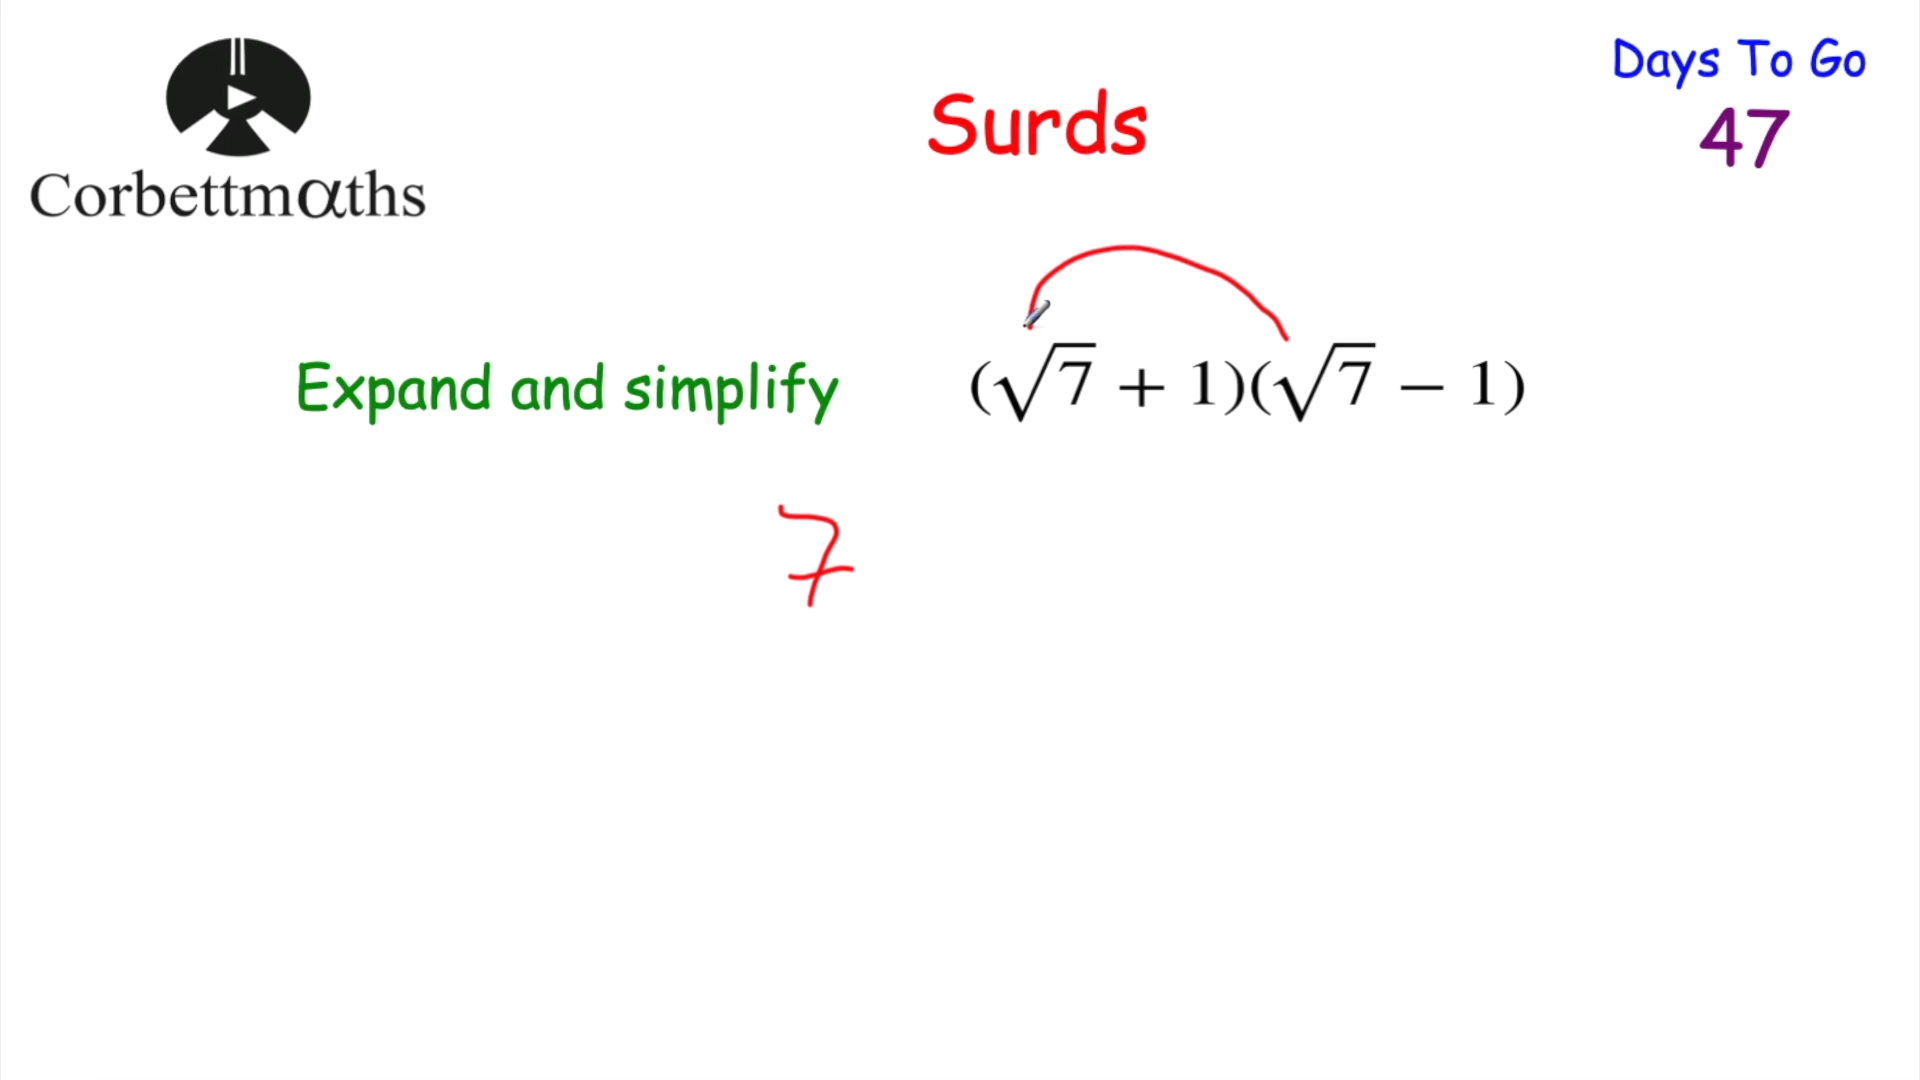 Corbettmαths
Surds
Days To Go
47
Expand and simplify (√7 + 1)(√7 − 1)
7